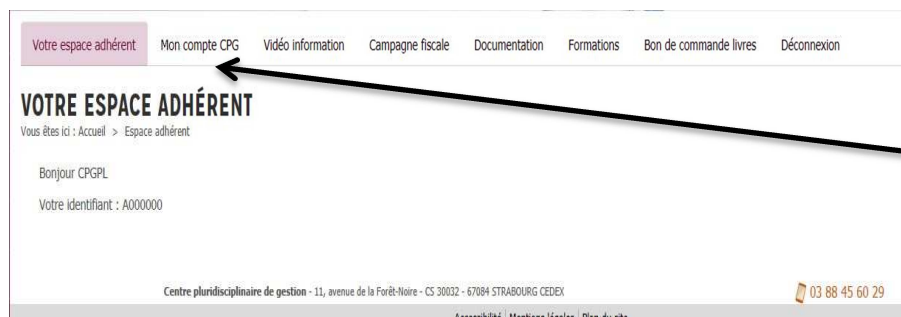 Votre espace adhérent Mon compte CPG Vidéo information Campagne fiscale Documentation Formations Bon de commande livres Déconnexion
VOTRE ESPACE ADHÉRENT
Vous êtes ici : Accueil > Espace adhérent
Bonjour CPGPL
Votre identifiant : A000000
Centre pluridisciplinaire de gestion - 11, avenue de la Forêt-Noire - CS 30032 - 67084 STRABOURG CEDEX 03 88 45 60 29
Accessibilité | Mentions légales | Plan du site